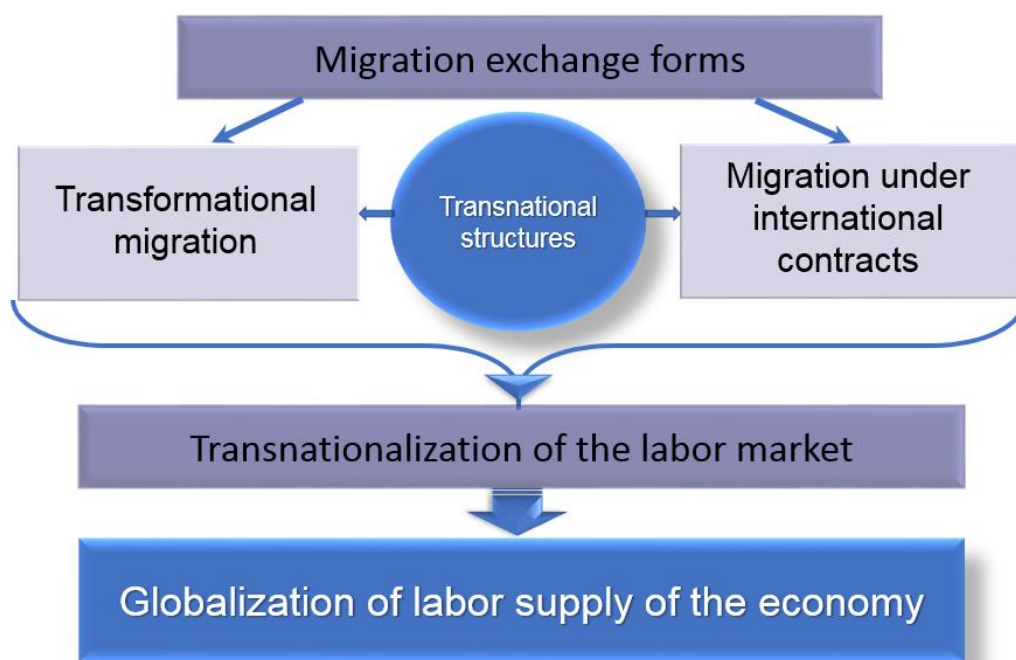 Migration exchange forms
Transformational
migration
Transnational
structures
Migration under
international
contracts
Transnationalization of the labor market
Globalization of labor supply of the economy